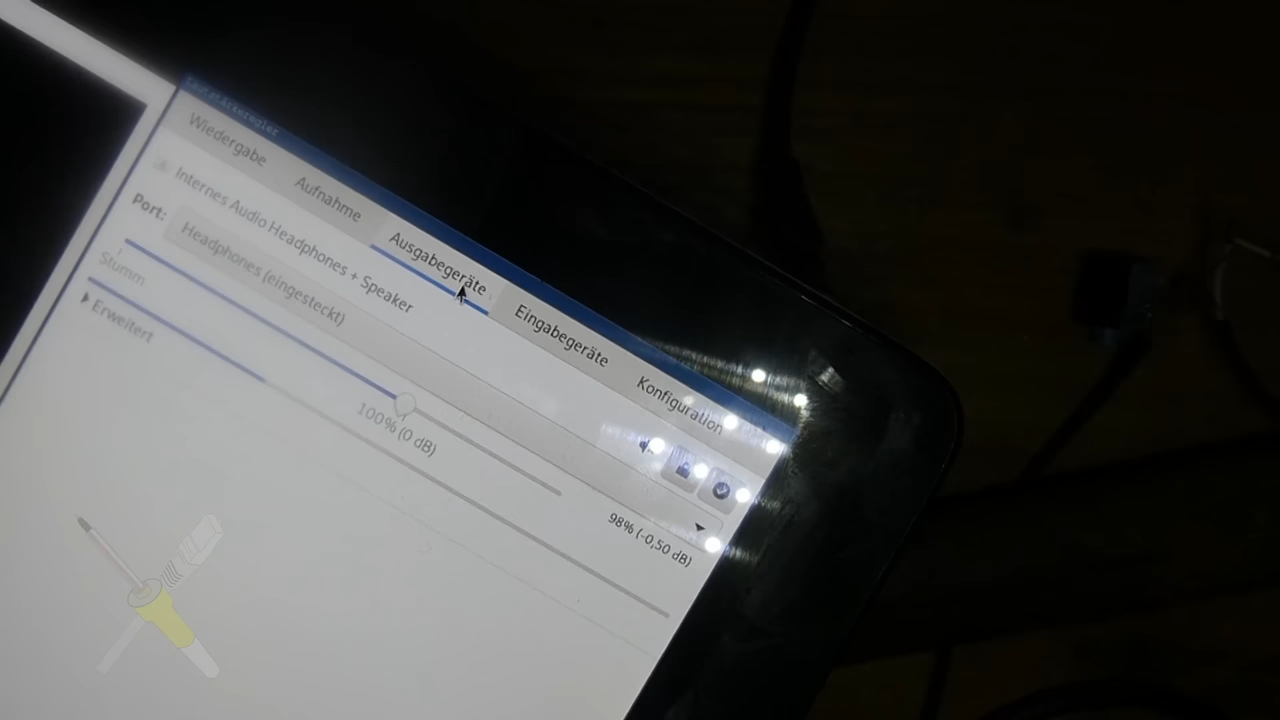 Lautstärkeregler
Wiedergabe Aufnahme Ausgabegeräte Eingabegeräte Konfiguration
Internes Audio Headphones + Speaker
Port: Headphones (eingesteckt)
Stumm 100% (0 dB) 98% (-0,50 dB)
Erweitert